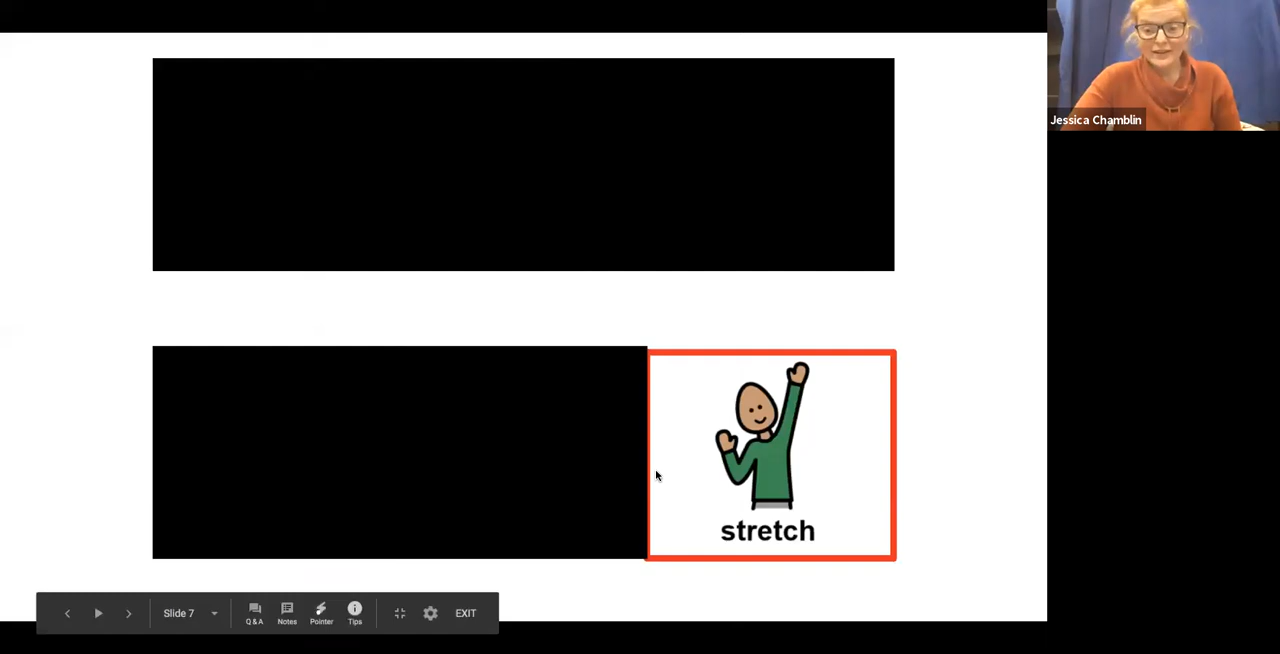 Jessica Chamblin
stretch
Slide 7
Q & A
Notes
Pointer
Tips
EXIT